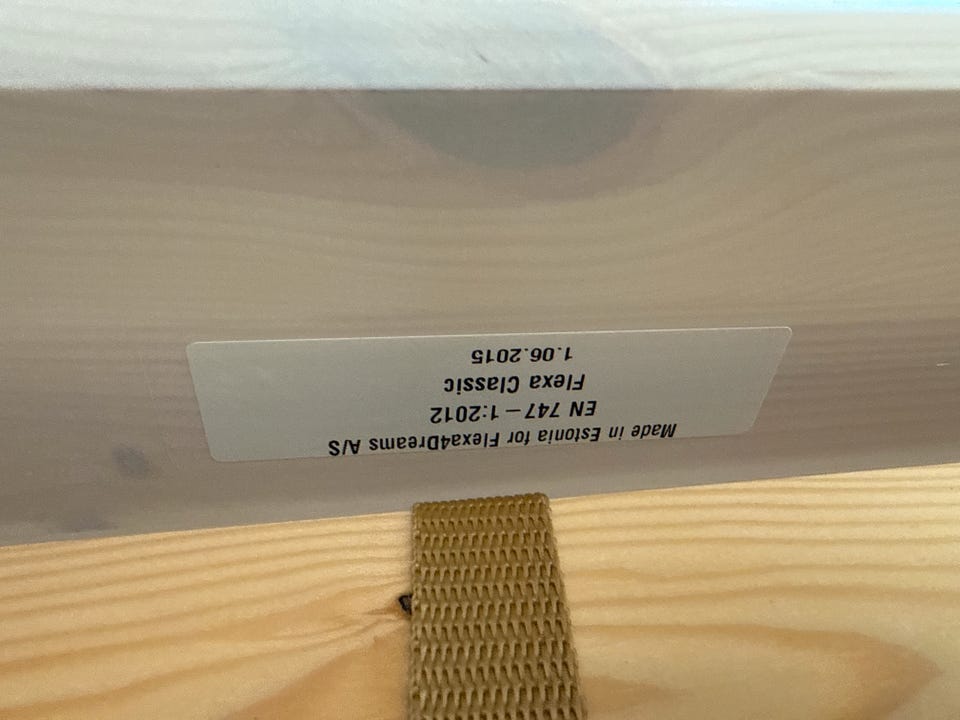 Made in Estonia for Flexa4Dreams A/S
EN 747–1:2012
Flexa Classic
1.06.2015